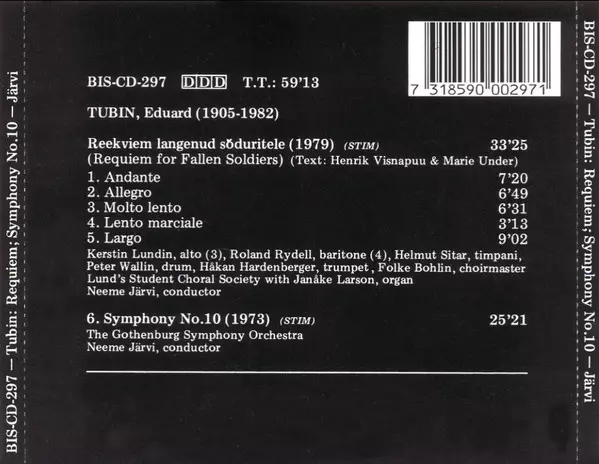 BIS-CD-297 DDD T.T.: 59'13
7 318590 002971
TUBIN, Eduard (1905-1982)
Reekviem langenud sõduritele (1979) (STIM) 33'25
(Requiem for Fallen Soldiers) (Text: Henrik Visnapuu & Marie Under)
1. Andante 7'20
2. Allegro 6'49
3. Molto lento 6'31
4. Lento marciale 3'13
5. Largo 9'02
Kerstin Lundin, alto (3), Roland Rydell, baritone (4), Helmut Sitar, timpani,
Peter Wallin, drum, Håkan Hardenberger, trumpet, Folke Bohlin, choirmaster
Lund's Student Choral Society with Janåke Larson, organ
Neeme Järvi, conductor
6. Symphony No.10 (1973) (STIM) 25'21
The Gothenburg Symphony Orchestra
Neeme Järvi, conductor
BIS-CD-297 — Tubin: Requiem; Symphony No.10 — Järvi
BIS-CD-297 — Tubin: Requiem; Symphony No.10 — Järvi